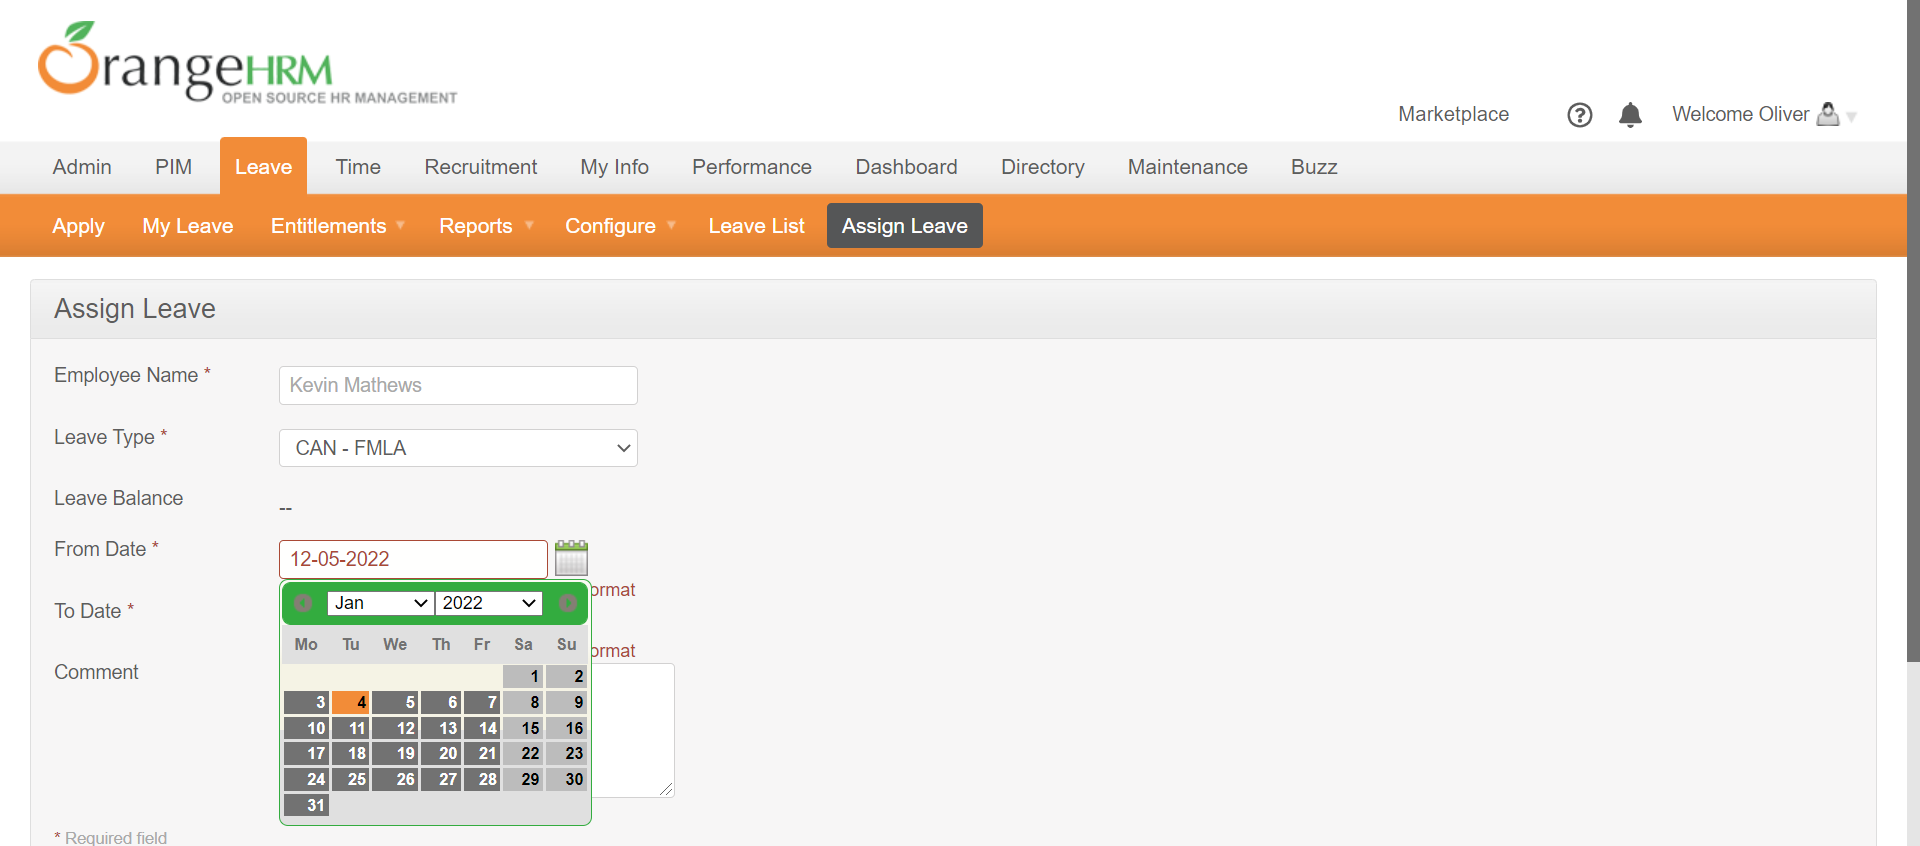 OrangeHRM
OPEN SOURCE HR MANAGEMENT
Marketplace ? Welcome Oliver
Admin PIM Leave Time Recruitment My Info Performance Dashboard Directory Maintenance Buzz
Apply My Leave Entitlements Reports Configure Leave List Assign Leave
Assign Leave
Employee Name * Kevin Mathews
Leave Type * CAN - FMLA
Leave Balance --
From Date * 12-05-2022
ormat
Jan 2022
To Date *
Mo Tu We Th Fr Sa Su
ormat
Comment
1 2
3 4 5 6 7 8 9
10 11 12 13 14 15 16
17 18 19 20 21 22 23
24 25 26 27 28 29 30
31
* Required field